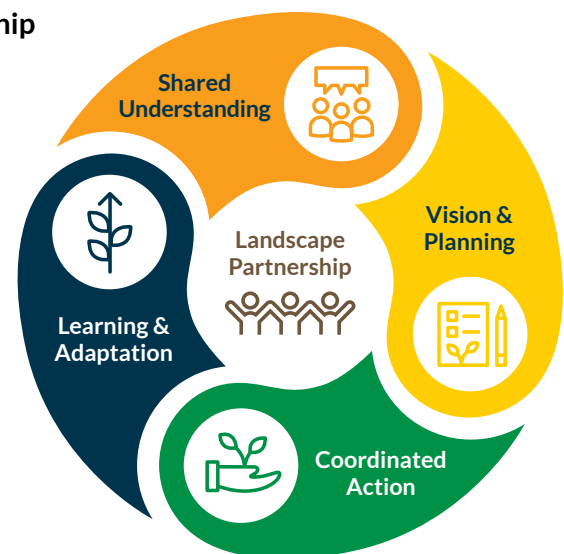 hip
Shared
Understanding
Vision &
Planning
Landscape
Partnership
Learning &
Adaptation
Coordinated
Action